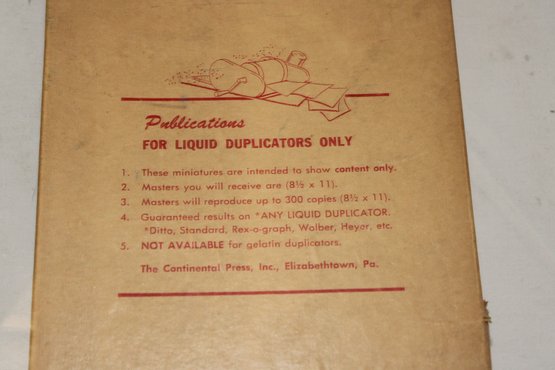 Publications
FOR LIQUID DUPLICATORS ONLY
1. These miniatures are intended to show content only.
2. Masters you will receive are (8½ x 11).
3. Masters will reproduce up to 300 copies (8½ x 11).
4. Guaranteed results on *ANY LIQUID DUPLICATOR.
*Ditto, Standard, Rex-o-graph, Wolber, Heyer, etc.
5. NOT AVAILABLE for gelatin duplicators.
The Continental Press, Inc., Elizabethtown, Pa.